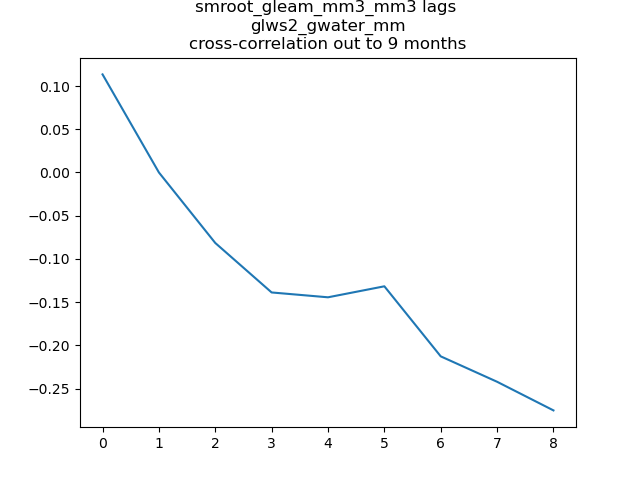 smroot_gleam_mm3_mm3 lags
glws2_gwater_mm
cross-correlation out to 9 months
0.10
0.05
0.00
−0.05
−0.10
−0.15
−0.20
−0.25
0 1 2 3 4 5 6 7 8